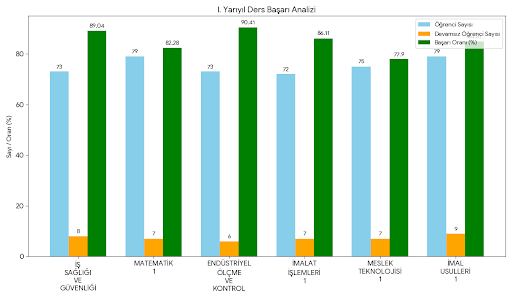 I. Yarıyıl Ders Başarı Analizi
Öğrenci Sayısı
Devamsız Öğrenci Sayısı
Başarı Oranı (%)
Sayı / Oran (%)
80
60
40
20
0
73
8
89.04
79
7
82.28
73
6
90.41
72
7
86.11
75
7
77.9
79
9
İŞ
SAĞLIĞI
VE
GÜVENLİĞİ
MATEMATİK
1
ENDÜSTRİYEL
ÖLÇME
VE
KONTROL
İMALAT
İŞLEMLERİ
1
MESLEK
TEKNOLOJİSİ
1
İMAL
USULLERİ
1